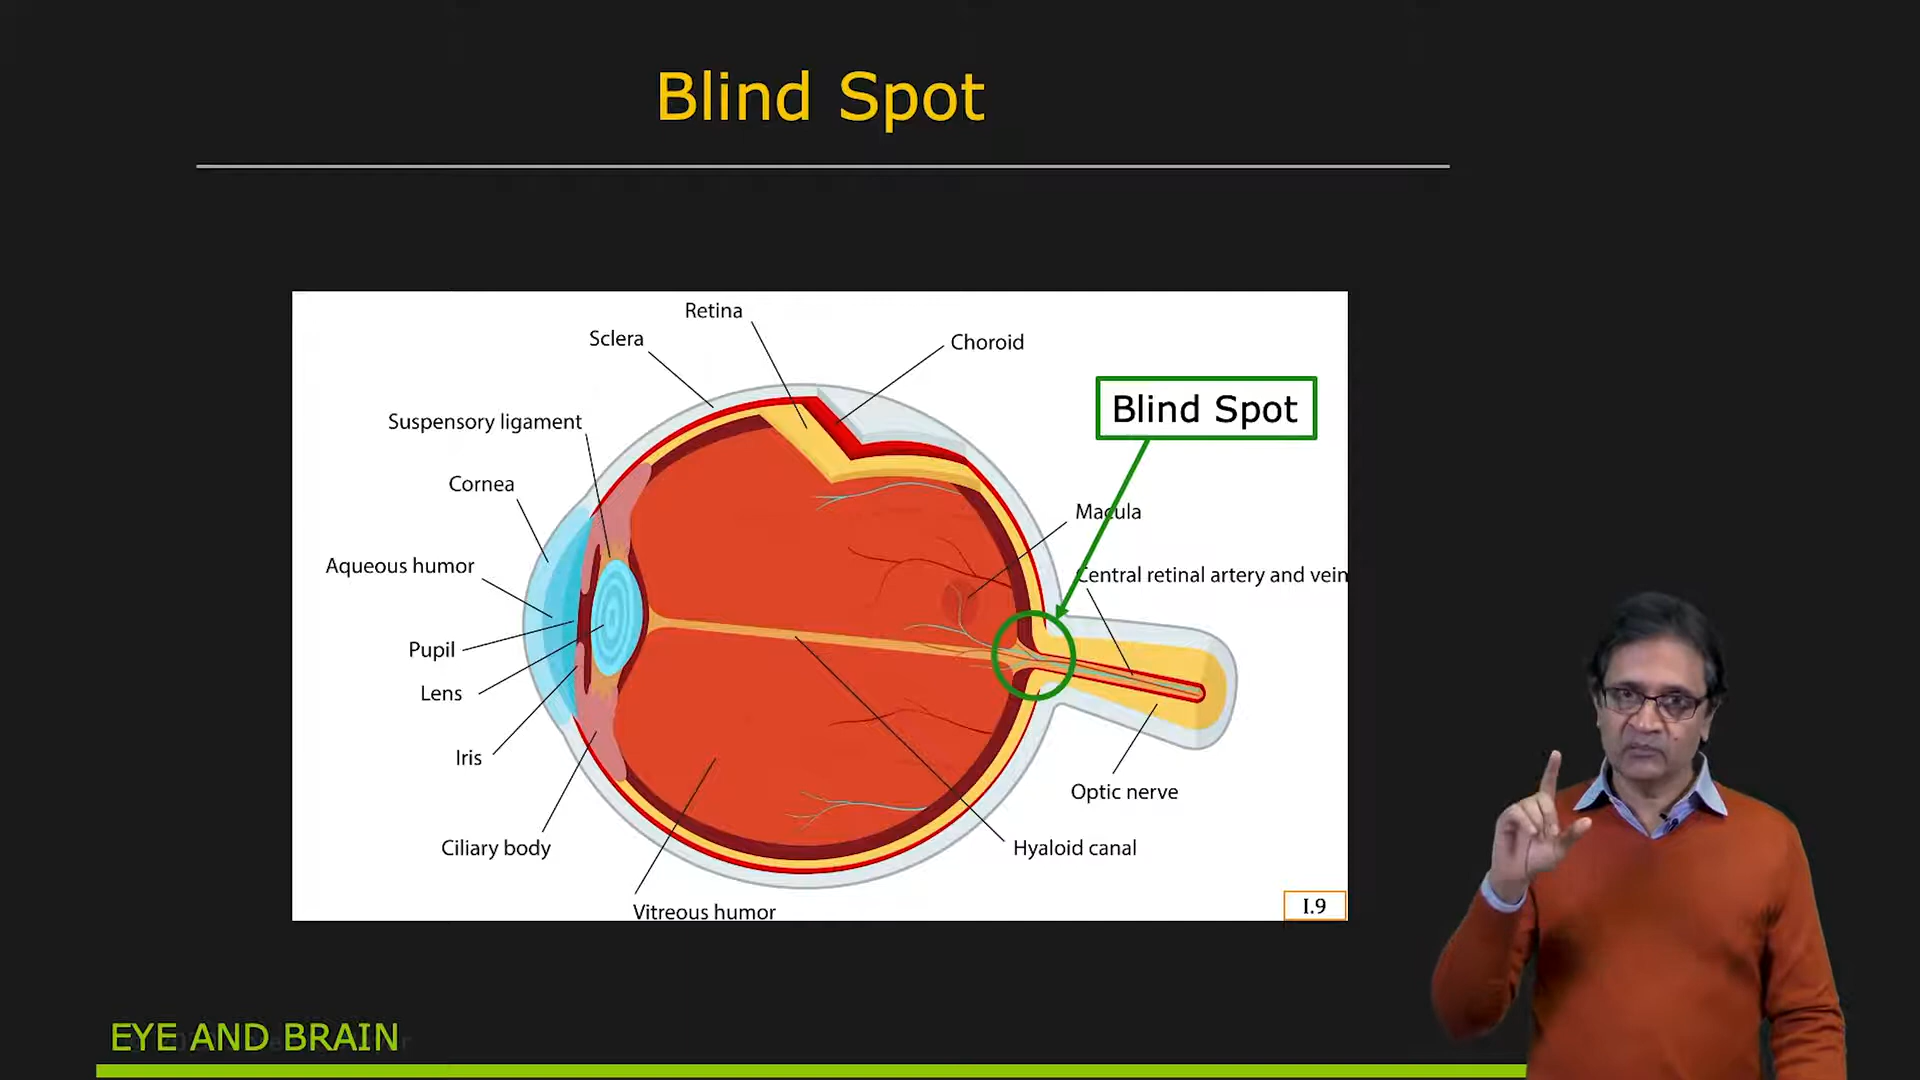 Blind Spot
Retina
Sclera
Choroid
Blind Spot
Suspensory ligament
Cornea
Macula
Aqueous humor
Central retinal artery and vein
Pupil
Lens
Iris
Optic nerve
Ciliary body
Hyaloid canal
Vitreous humor
I.9
EYE AND BRAIN